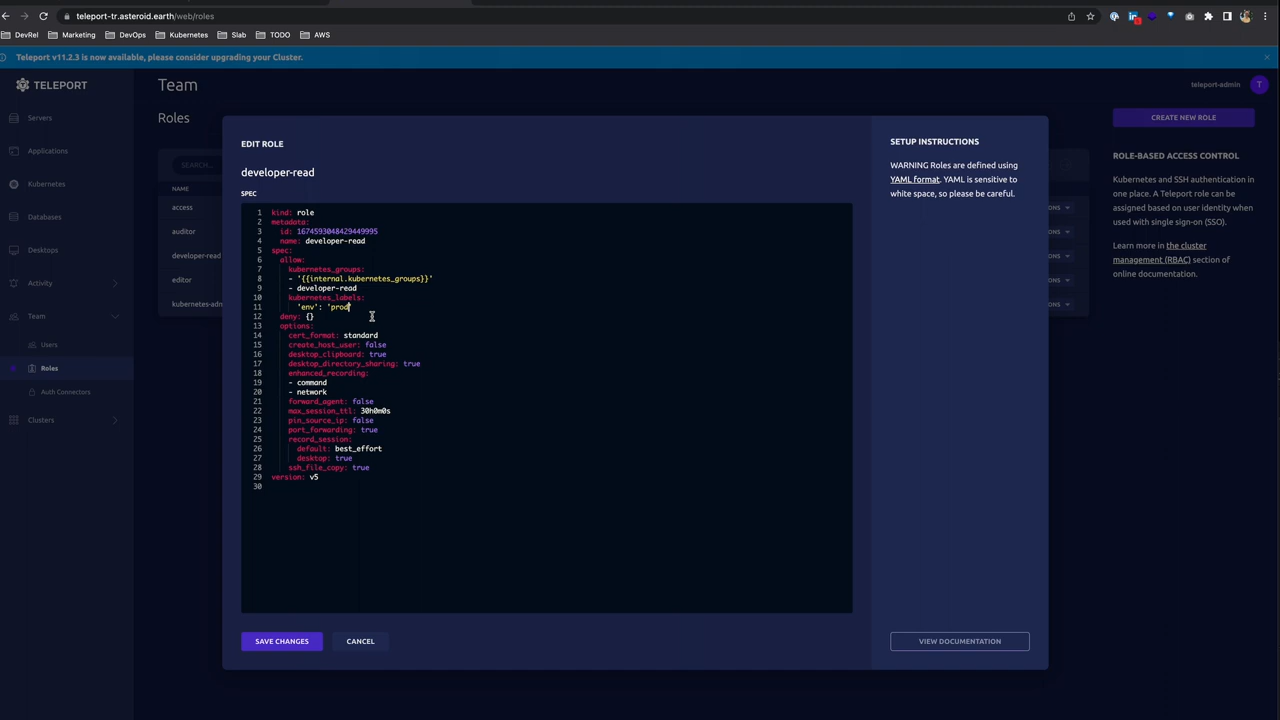 teleport-tr.asteroid.earth/web/roles
DevRel Marketing DevOps Kubernetes Slab TODO AWS
Teleport v11.2.3 is now available, please consider upgrading your Cluster.
TELEPORT
Team
teleport-admin T
Servers
Applications
Kubernetes
Databases
Desktops
Activity
Team
Users
Roles
Auth Connectors
Clusters
Roles
SEARCH...
NAME
access
auditor
developer-read
editor
kubernetes-adm
EDIT ROLE
developer-read
SPEC
1 kind: role
2 metadata:
3 id: 1674593048429449995
4 name: developer-read
5 spec:
6 allow:
7 kubernetes_groups:
8 - '{{internal.kubernetes_groups}}'
9 - developer-read
10 kubernetes_labels:
11 'env': 'prod
12 deny: {}
13 options:
14 cert_format: standard
15 create_host_user: false
16 desktop_clipboard: true
17 desktop_directory_sharing: true
18 enhanced_recording:
19 - command
20 - network
21 forward_agent: false
22 max_session_ttl: 30h0m0s
23 pin_source_ip: false
24 port_forwarding: true
25 record_session:
26 default: best_effort
27 desktop: true
28 ssh_file_copy: true
29 version: v5
30
SAVE CHANGES CANCEL
SETUP INSTRUCTIONS
WARNING Roles are defined using
YAML format. YAML is sensitive to
white space, so please be careful.
VIEW DOCUMENTATION
CREATE NEW ROLE
ROLE-BASED ACCESS CONTROL
Kubernetes and SSH authentication in
one place. A Teleport role can be
assigned based on user identity when
used with single sign-on (SSO).
Learn more in the cluster
management (RBAC) section of
online documentation.
ONS
ONS
ONS
ONS
ONS